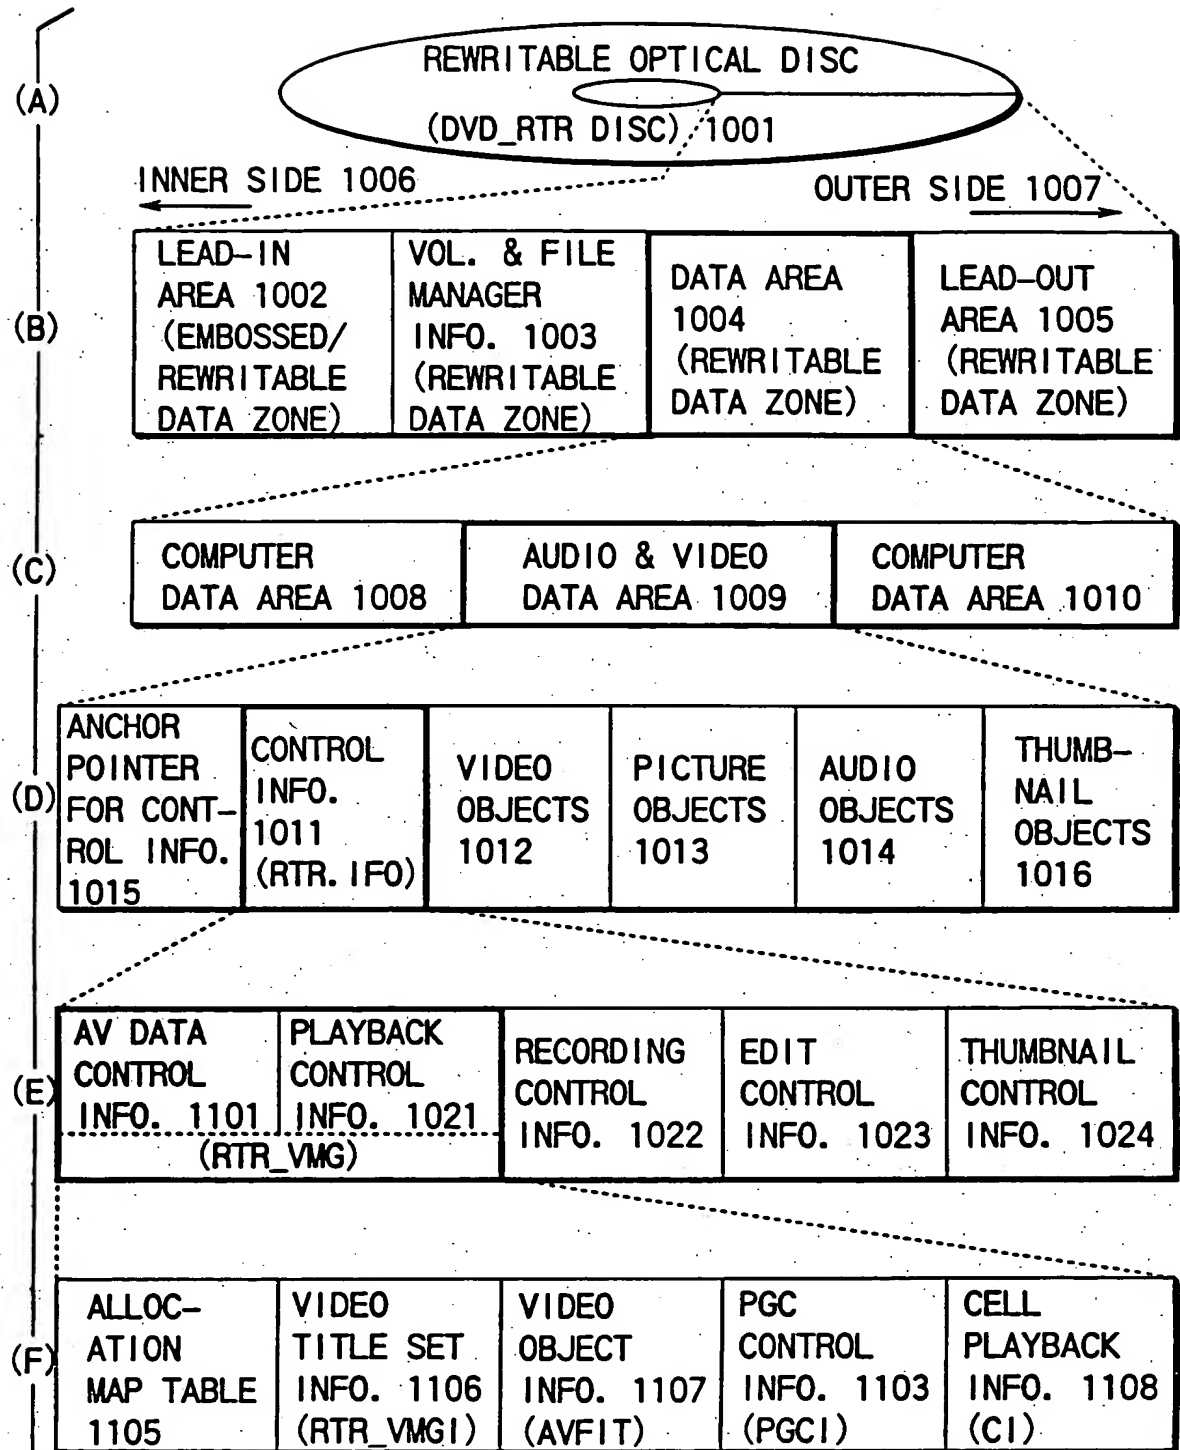 REWRITABLE OPTICAL DISC
(A)
(DVD_RTR DISC) 1001
INNER SIDE 1006
OUTER SIDE 1007
(B)
LEAD-IN
AREA 1002
(EMBOSSED/
REWRITABLE
DATA ZONE)
VOL. & FILE
MANAGER
INFO. 1003
(REWRITABLE
DATA ZONE)
DATA AREA
1004
(REWRITABLE
DATA ZONE)
LEAD-OUT
AREA 1005
(REWRITABLE
DATA ZONE)
(C)
COMPUTER
DATA AREA 1008
AUDIO & VIDEO
DATA AREA 1009
COMPUTER
DATA AREA 1010
(D)
ANCHOR
POINTER
FOR CONT-
ROL INFO.
1015
CONTROL
INFO.
1011
(RTR.IFO)
VIDEO
OBJECTS
1012
PICTURE
OBJECTS
1013
AUDIO
OBJECTS
1014
THUMB-
NAIL
OBJECTS
1016
(E)
AV DATA
CONTROL
INFO. 1101
PLAYBACK
CONTROL
INFO. 1021
(RTR_VMG)
RECORDING
CONTROL
INFO. 1022
EDIT
CONTROL
INFO. 1023
THUMBNAIL
CONTROL
INFO. 1024
(F)
ALLOC-
ATION
MAP TABLE
1105
VIDEO
TITLE SET
INFO. 1106
(RTR_VMGI)
VIDEO
OBJECT
INFO. 1107
(AVFIT)
PGC
CONTROL
INFO. 1103
(PGCI)
CELL
PLAYBACK
INFO. 1108
(CI)